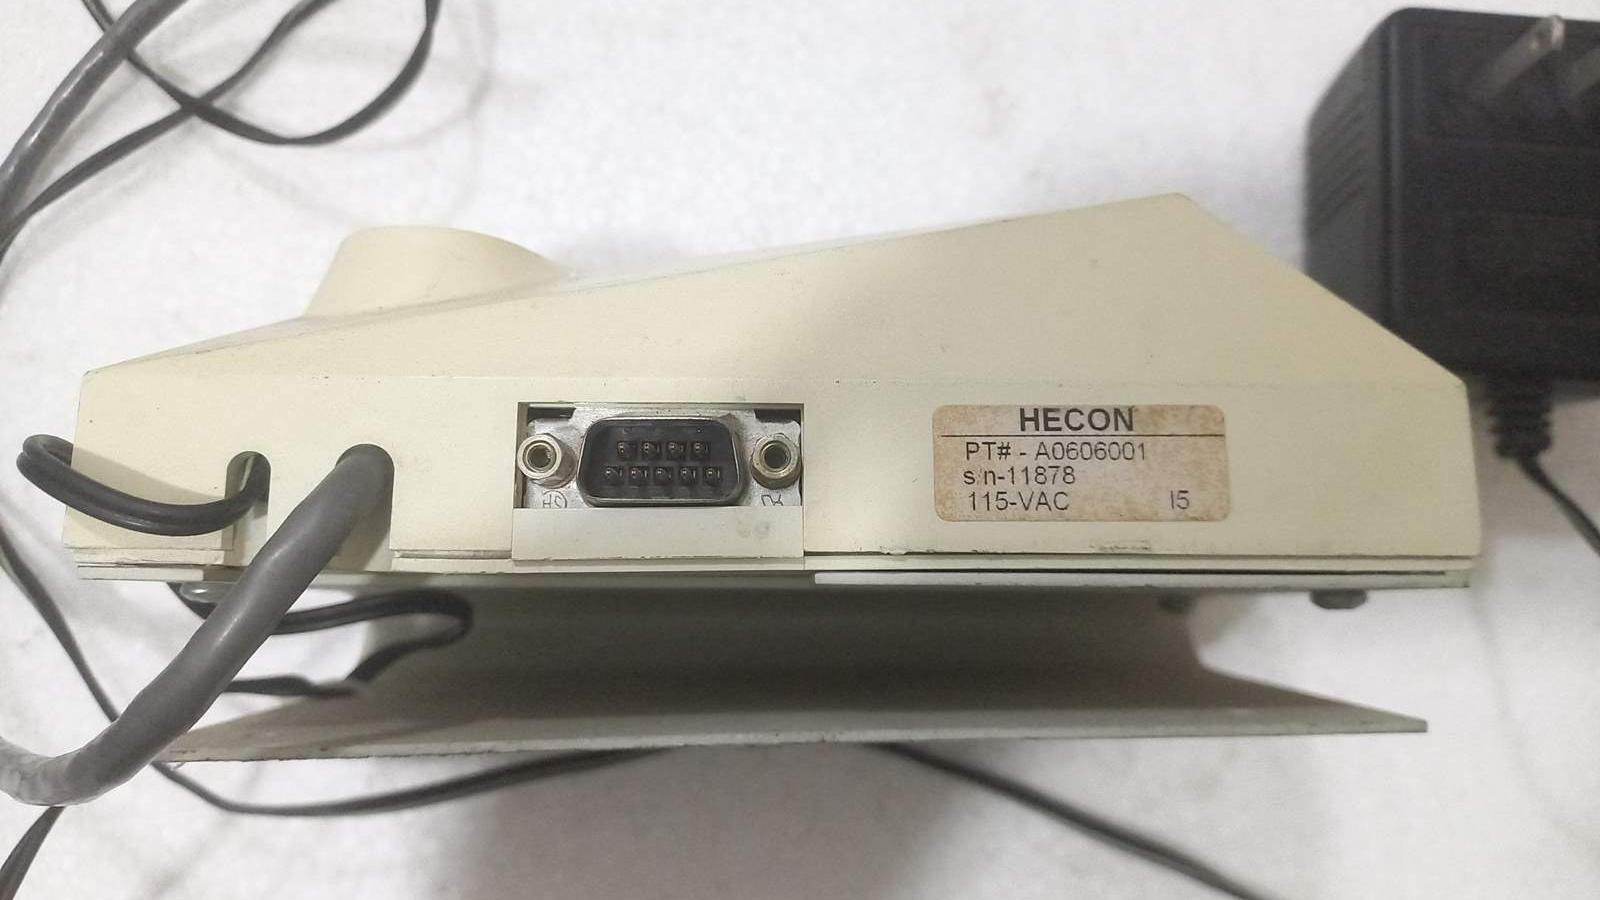 HECON
PT# - A0606001
s/n-11878
115-VAC I5